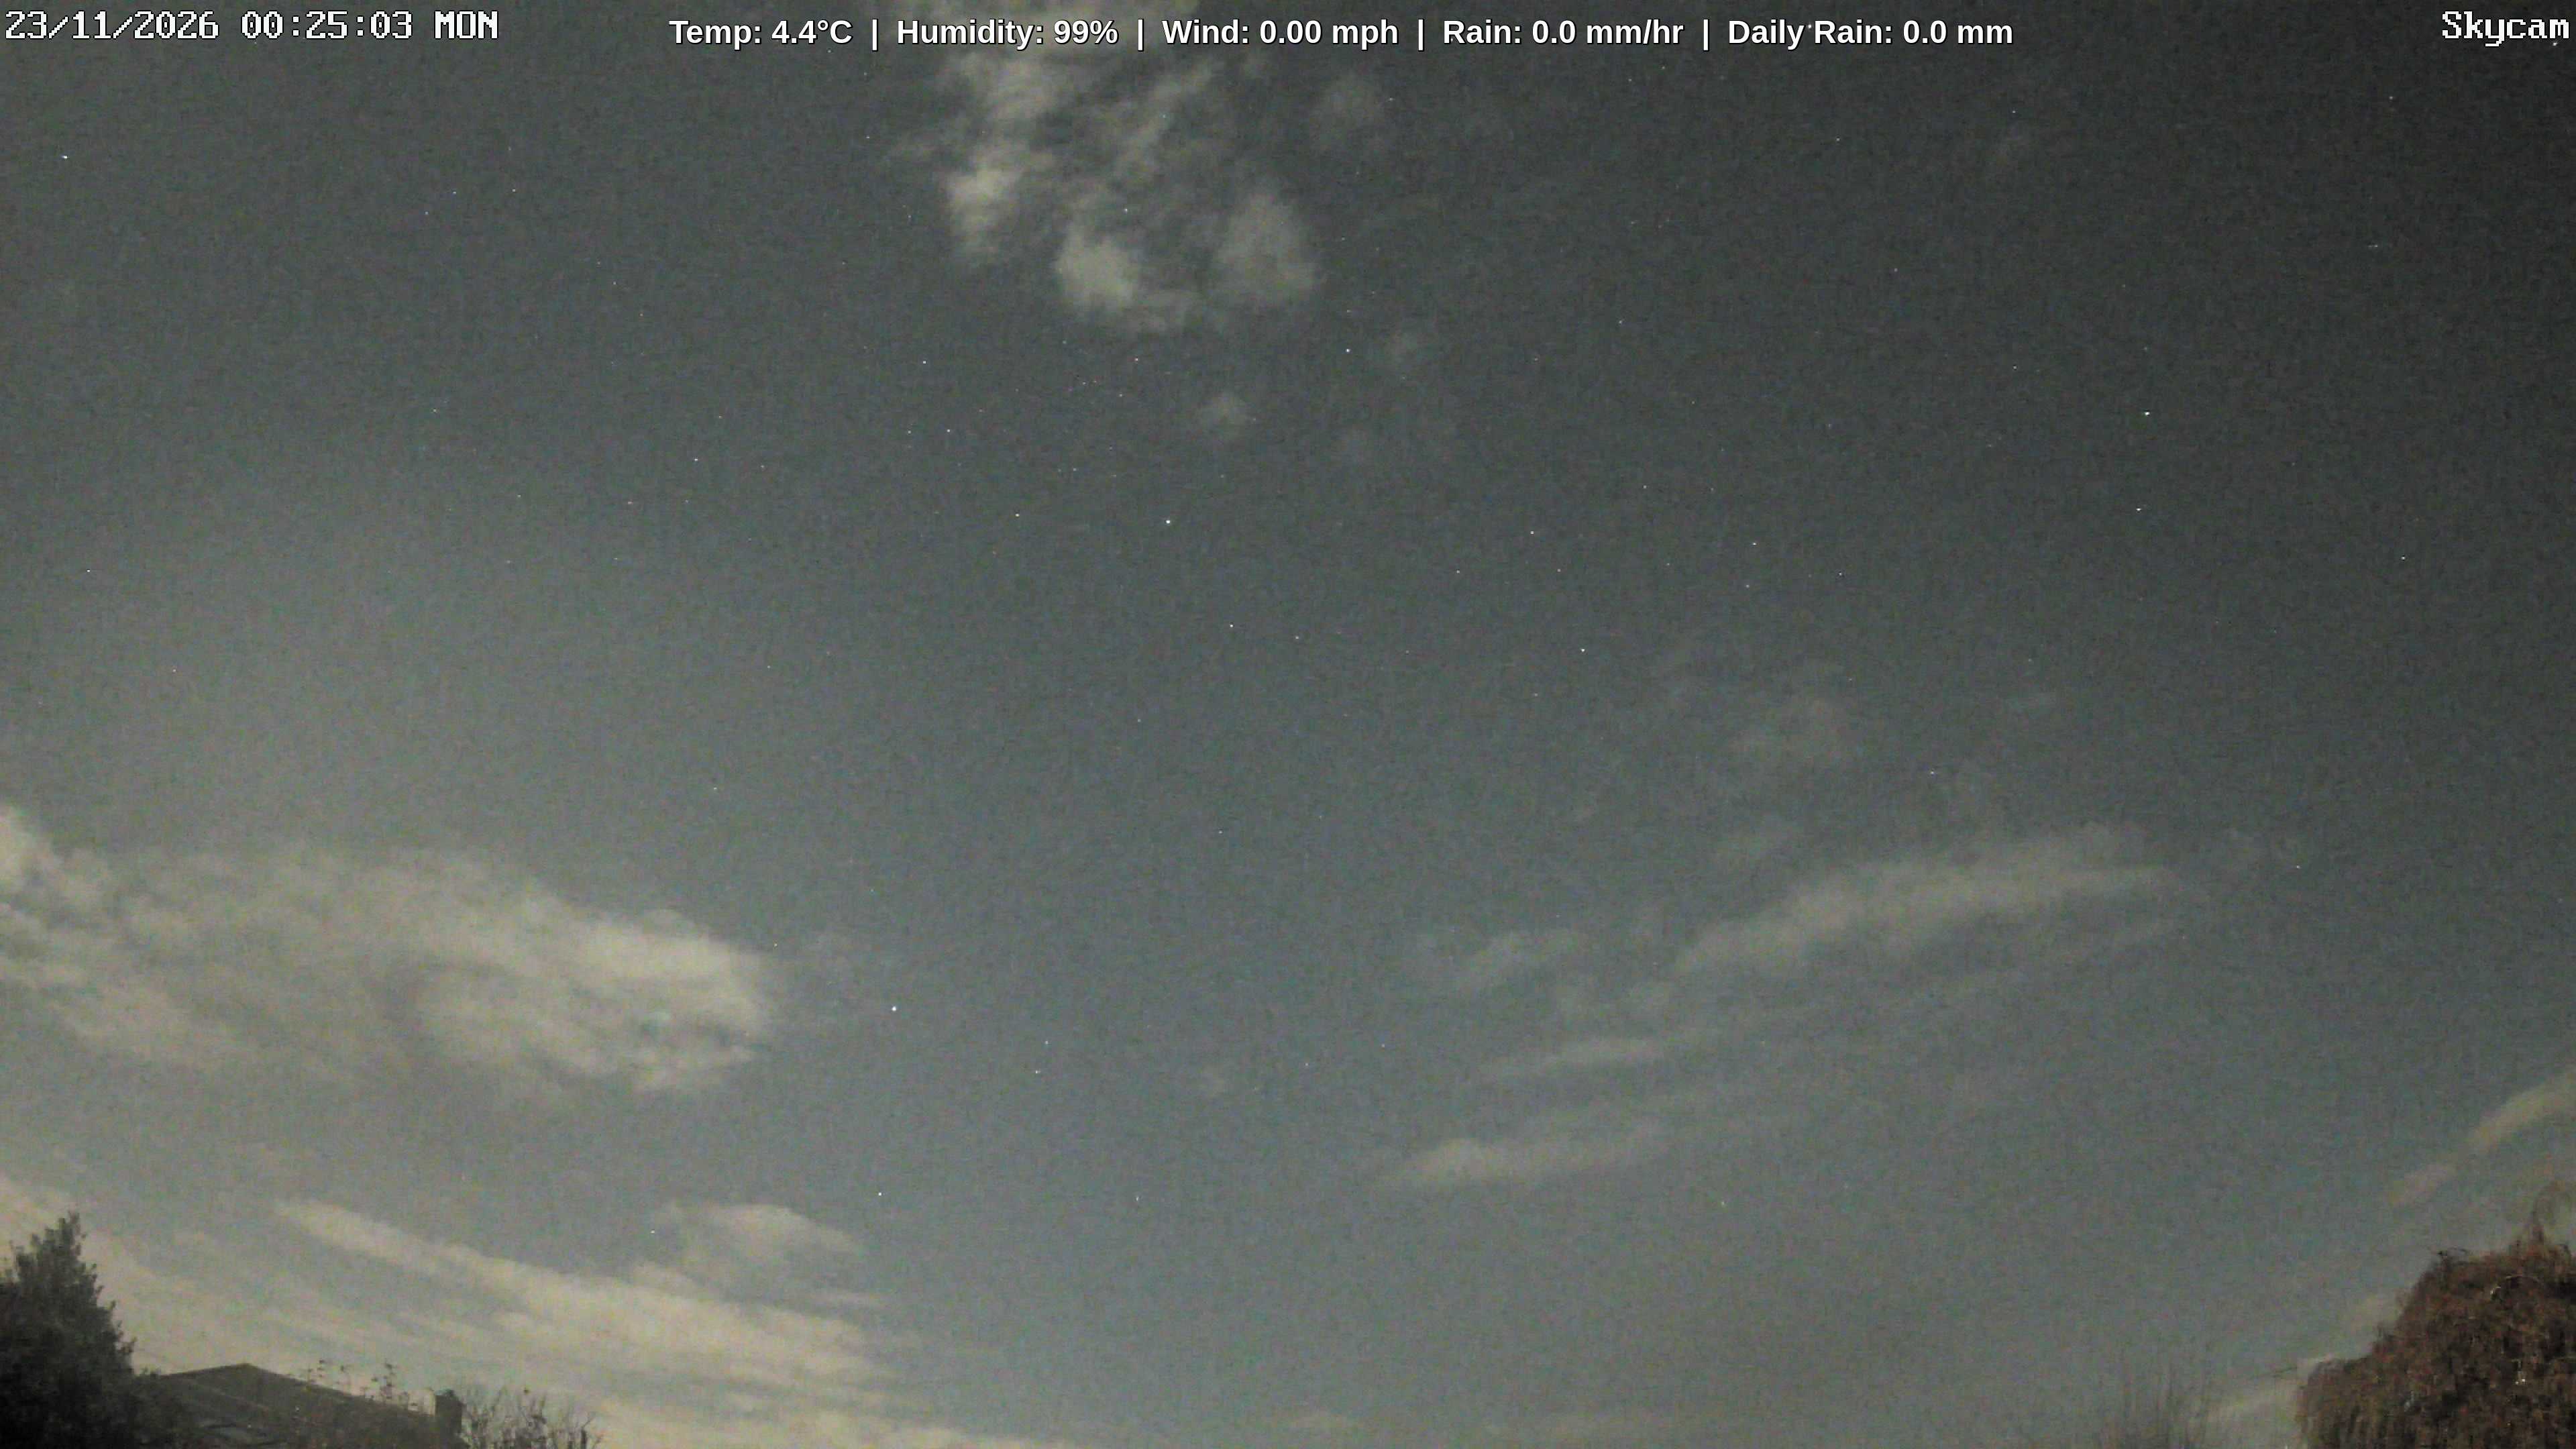 23/11/2026 00:25:03 MON
Temp: 4.4°C | Humidity: 99% | Wind: 0.00 mph | Rain: 0.0 mm/hr | Daily Rain: 0.0 mm
Skycam